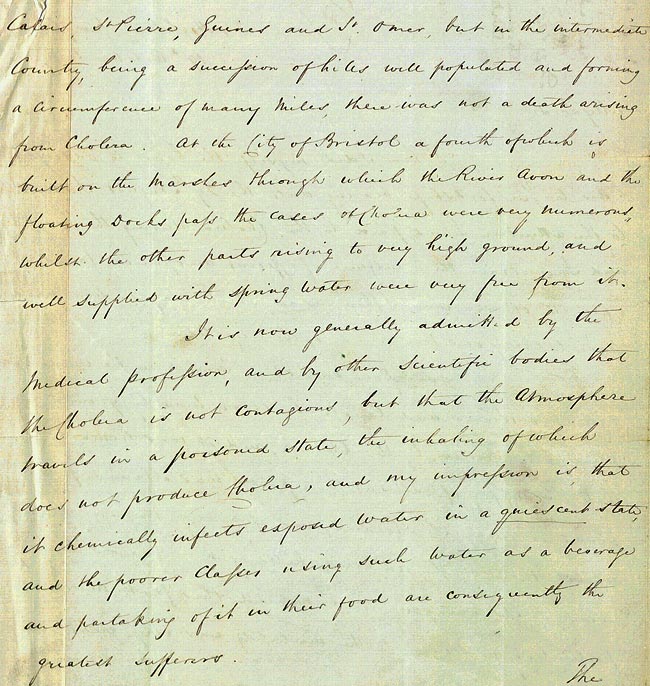 Calais, St Pierre, Guines and St. Omer, but in the intermediate
Country, being a succession of hills well populated and forming
a circumference of many miles, there was not a death arising
from Cholera. At the City of Bristol a fourth of which is
built on the Marshes through which the River Avon and the
floating Docks pass the cases of Cholera were very numerous,
whilst the other parts rising to very high ground, and
well supplied with spring water were very free from it.
It is now generally admitted by the
Medical profession, and by other scientific bodies that
the Cholera is not contagious, but that the Atmosphere
travels in a poisoned state, the inhaling of which
does not produce Cholera, and my impression is that
it chemically infects exposed water in a quiescent state,
and the poorer Classes using such water as a beverage
and partaking of it in their food are consequently the
greatest sufferers.
The